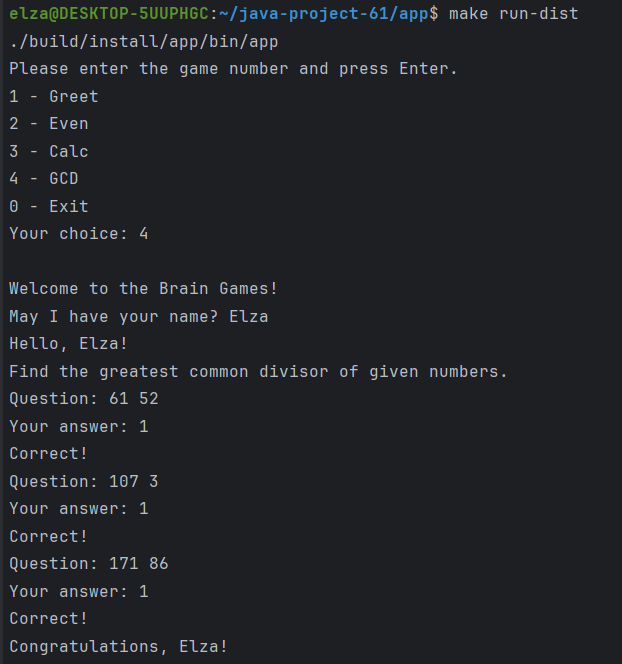 elza@DESKTOP-5UUPH6C:~/java-project-61/app$ make run-dist
./build/install/app/bin/app
Please enter the game number and press Enter.
1 - Greet
2 - Even
3 - Calc
4 - GCD
0 - Exit
Your choice: 4
Welcome to the Brain Games!
May I have your name? Elza
Hello, Elza!
Find the greatest common divisor of given numbers.
Question: 61 52
Your answer: 1
Correct!
Question: 107 3
Your answer: 1
Correct!
Question: 171 86
Your answer: 1
Correct!
Congratulations, Elza!